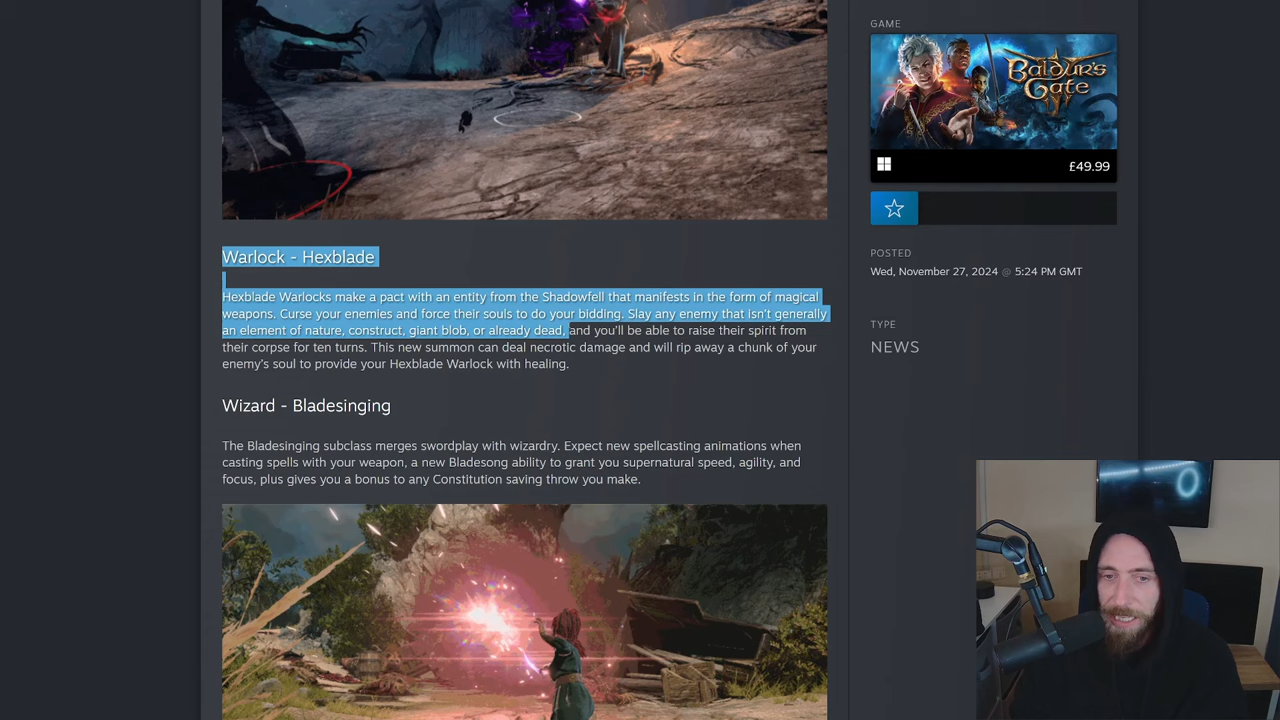 GAME
BALDUR'S
GATE
£49.99
POSTED
Wed, November 27, 2024 @ 5:24 PM GMT
TYPE
NEWS
Warlock - Hexblade
Hexblade Warlocks make a pact with an entity from the Shadowfell that manifests in the form of magical
weapons. Curse your enemies and force their souls to do your bidding. Slay any enemy that isn't generally
an element of nature, construct, giant blob, or already dead, and you'll be able to raise their spirit from
their corpse for ten turns. This new summon can deal necrotic damage and will rip away a chunk of your
enemy's soul to provide your Hexblade Warlock with healing.
Wizard - Bladesinging
The Bladesinging subclass merges swordplay with wizardry. Expect new spellcasting animations when
casting spells with your weapon, a new Bladesong ability to grant you supernatural speed, agility, and
focus, plus gives you a bonus to any Constitution saving throw you make.